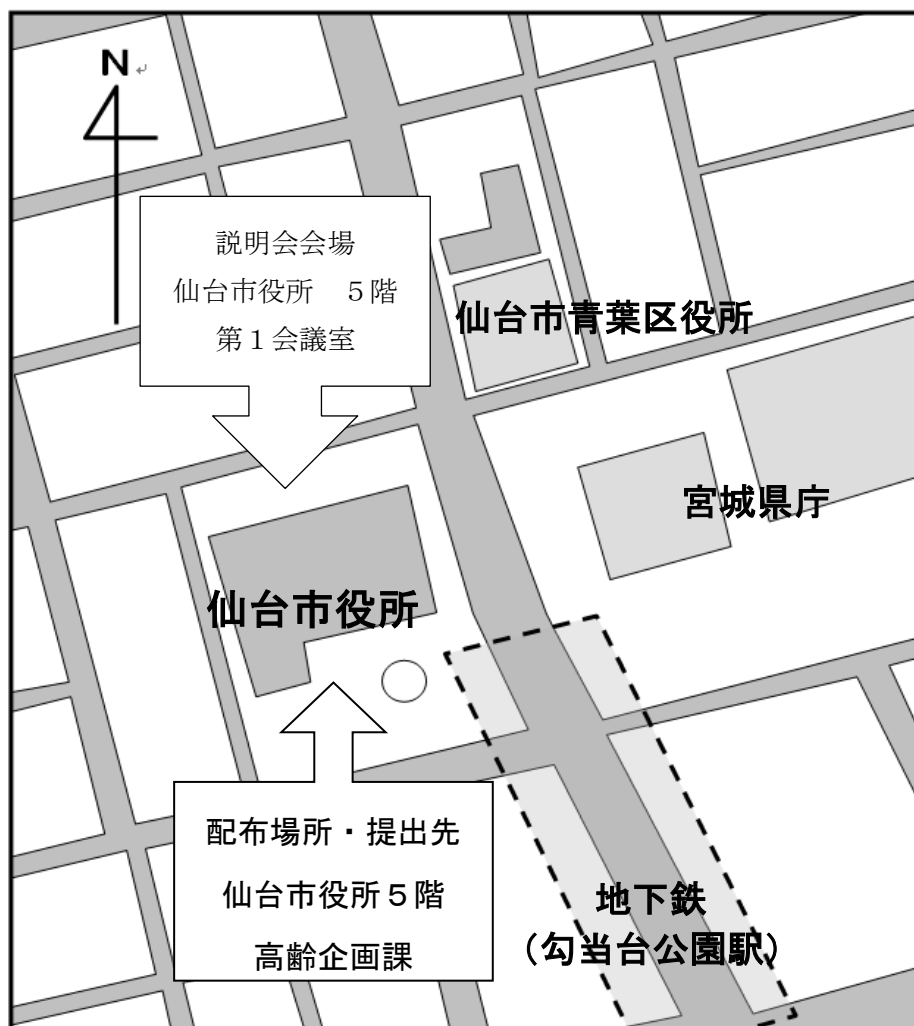 N
説明会会場
仙台市役所　５階
第１会議室
仙台市青葉区役所
宮城県庁
仙台市役所
配布場所・提出先
仙台市役所５階
高齢企画課
地下鉄
（勾当台公園駅）